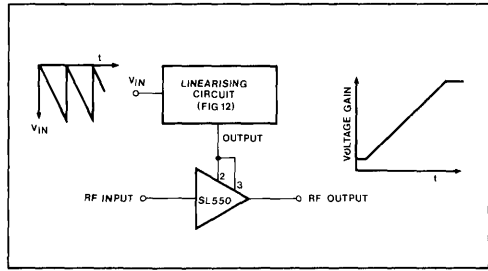 t
VIN
VIN
LINEARISING
CIRCUIT
(FIG 12)
OUTPUT
2
3
RF INPUT
SL550
RF OUTPUT
VOLTAGE GAIN
t